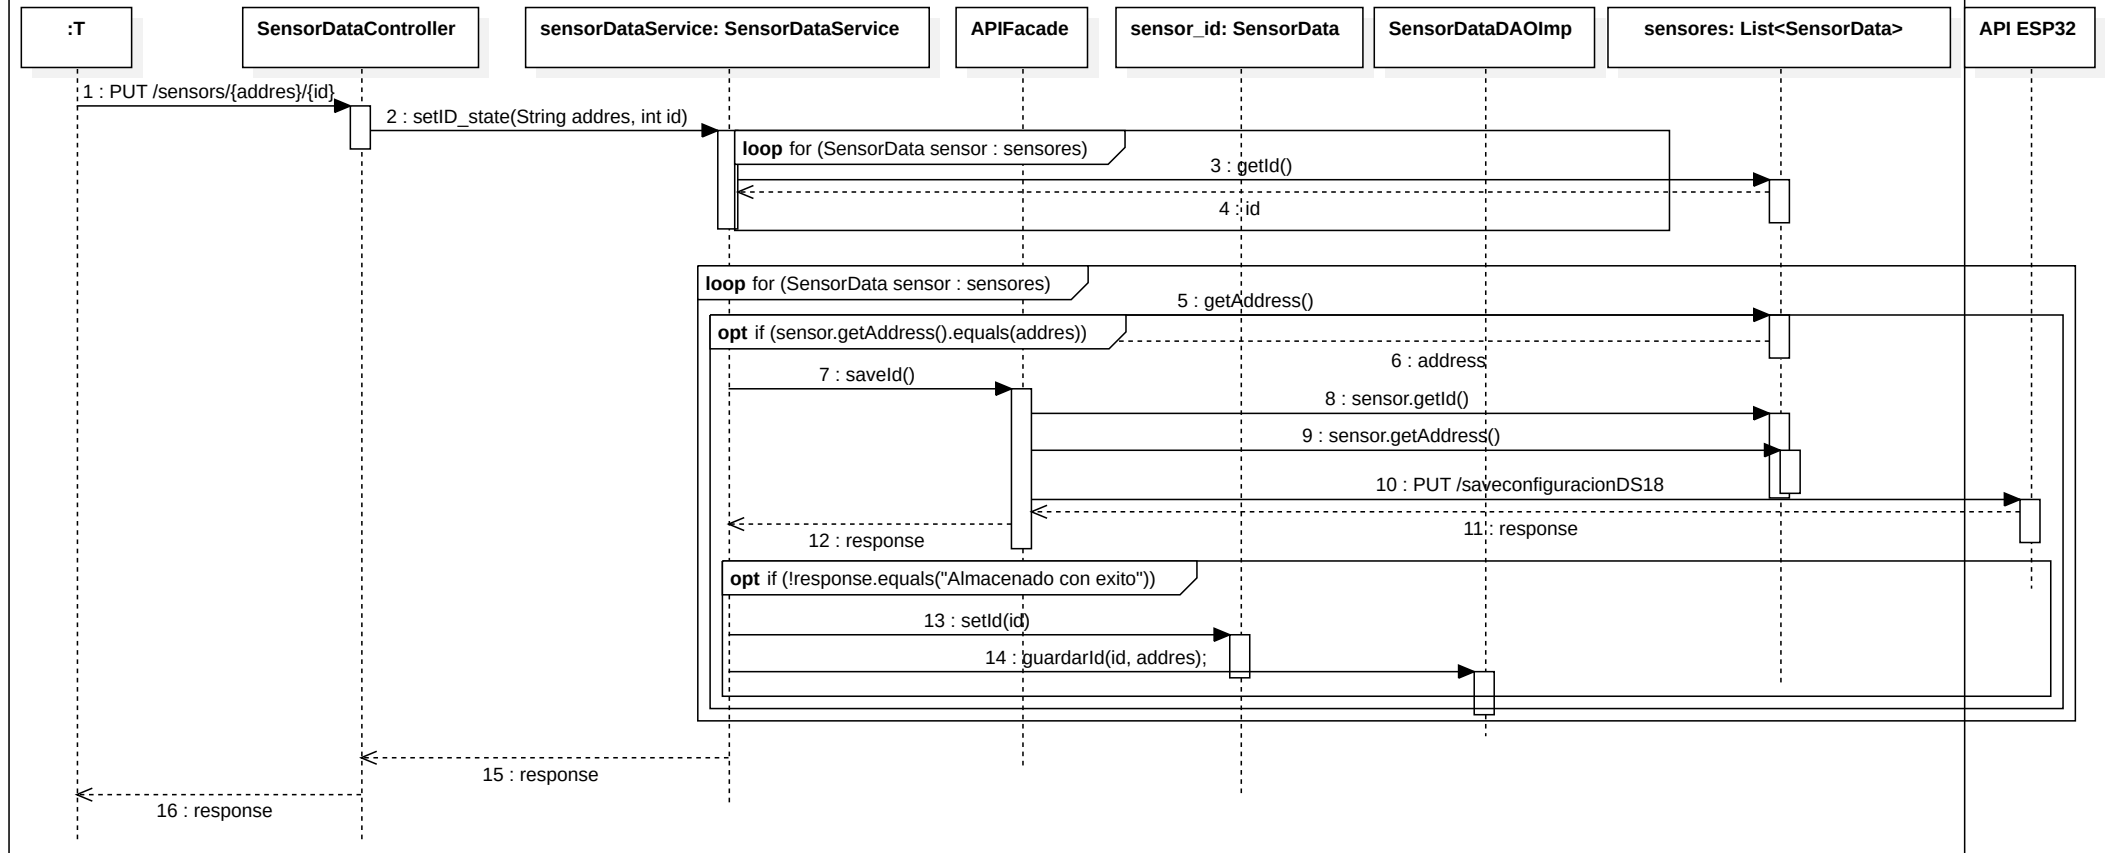 :T
SensorDataController
sensorDataService: SensorDataService
APIFacade
sensor_id: SensorData
SensorDataDAOImp
sensores: List<SensorData>
API ESP32
1 : PUT /sensors/{addres}/{id}
2 : setID_state(String addres, int id)
loop for (SensorData sensor : sensores)
3 : getId()
4 : id
loop for (SensorData sensor : sensores)
5 : getAddress()
opt if (sensor.getAddress().equals(addres))
6 : address
7 : saveId()
8 : sensor.getId()
9 : sensor.getAddress()
10 : PUT /saveconfiguracionDS18
11 : response
12 : response
opt if (!response.equals("Almacenado con exito"))
13 : setId(id)
14 : guardarId(id, addres);
15 : response
16 : response